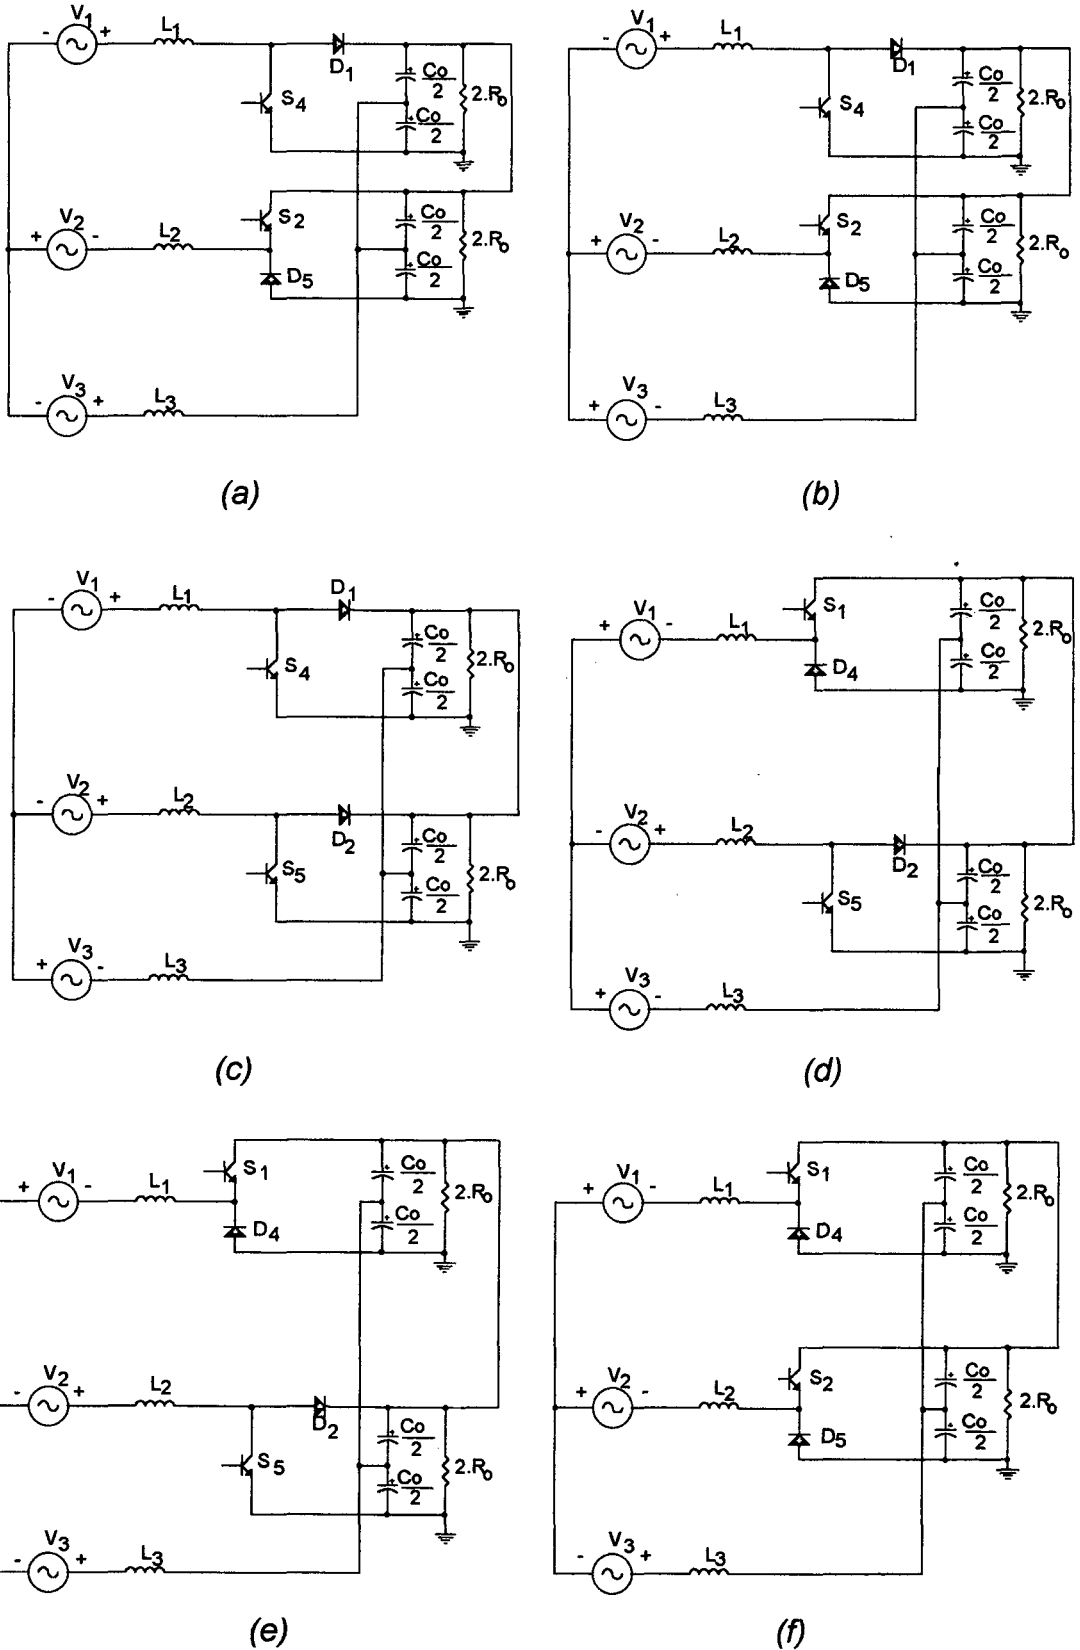 V1
- +
L1
D1
S4
Co
2
Co
2
2.Ro
V2
+ -
L2
S2
D5
Co
2
Co
2
2.Ro
V3
- +
L3
(a)
V1
- +
L1
D1
S4
Co
2
Co
2
2.Ro
V2
+ -
L2
S2
D5
Co
2
Co
2
2.Ro
V3
+ -
L3
(b)
V1
- +
L1
D1
S4
Co
2
Co
2
2.Ro
V2
- +
L2
D2
S5
Co
2
Co
2
2.Ro
V3
+ -
L3
(c)
V1
+ -
L1
S1
D4
Co
2
Co
2
2.Ro
V2
- +
L2
D2
S5
Co
2
Co
2
2.Ro
V3
+ -
L3
(d)
V1
+ -
L1
S1
D4
Co
2
Co
2
2.Ro
V2
- +
L2
D2
S5
Co
2
Co
2
2.Ro
V3
- +
L3
(e)
V1
+ -
L1
S1
D4
Co
2
Co
2
2.Ro
V2
+ -
L2
S2
D5
Co
2
Co
2
2.Ro
V3
- +
L3
(f)